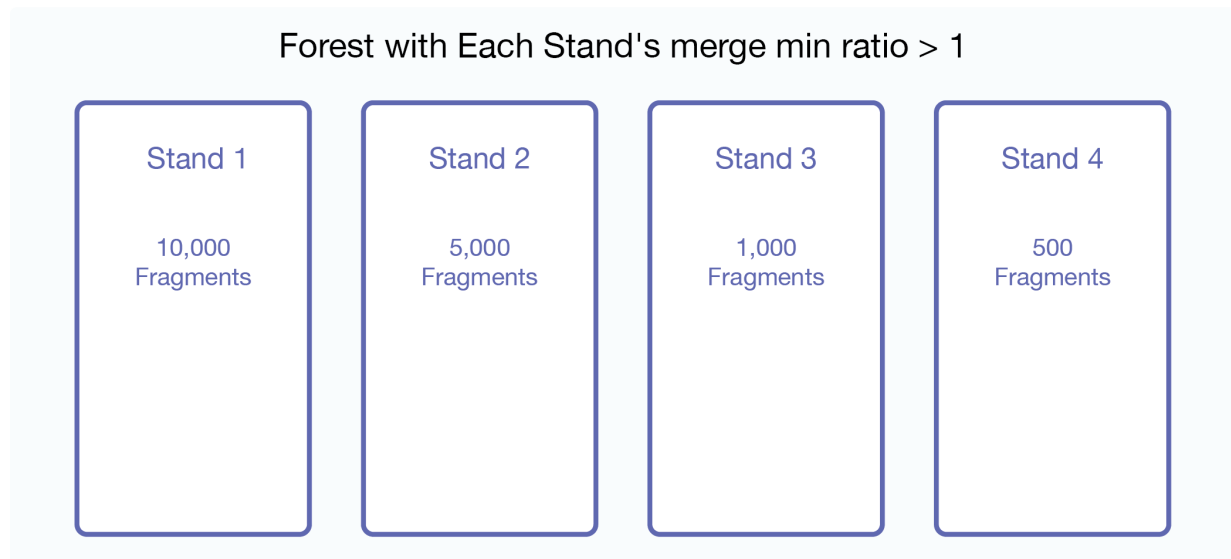 Forest with Each Stand's merge min ratio > 1
Stand 1
10,000
Fragments
Stand 2
5,000
Fragments
Stand 3
1,000
Fragments
Stand 4
500
Fragments